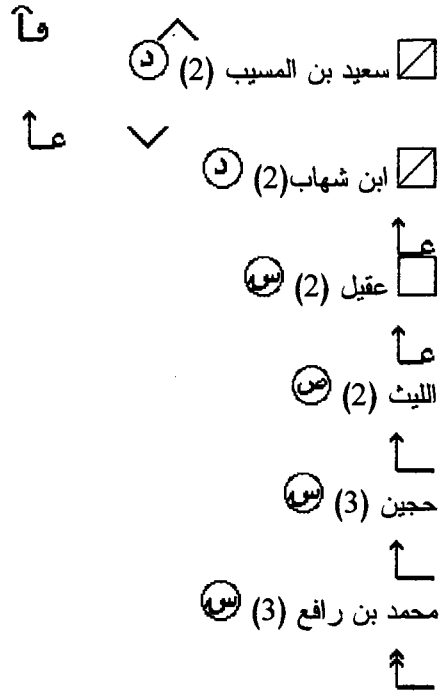 قآ
سعيد بن المسيب (2) د
عـ
ابن شهاب(2) د
عـ
عقيل (2) س
عـ
الليث (2) ص
حجين (3) س
محمد بن رافع (3) س